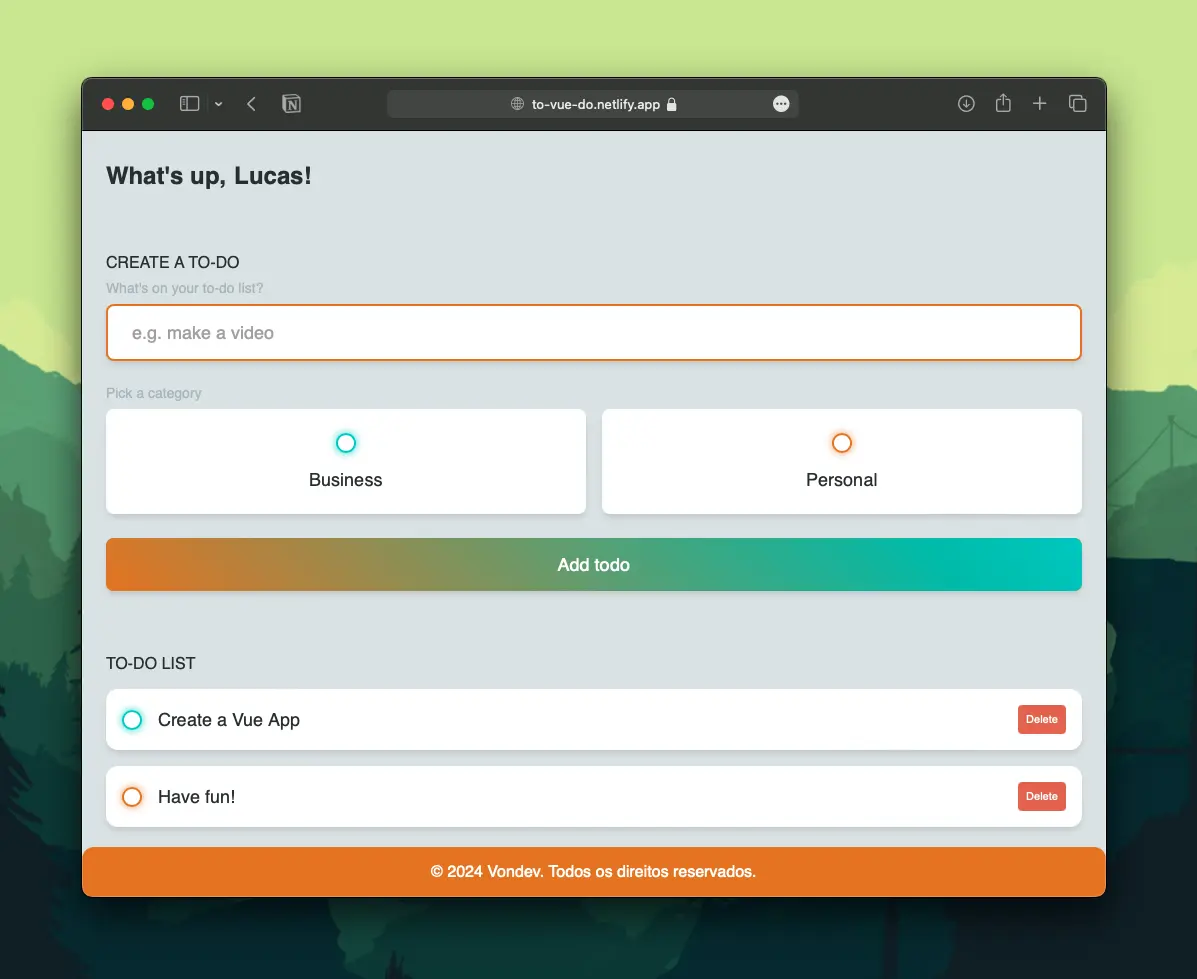 to-vue-do.netlify.app
What's up, Lucas!
CREATE A TO-DO
What's on your to-do list?
e.g. make a video
Pick a category
Business
Personal
Add todo
TO-DO LIST
Create a Vue App
Delete
Have fun!
Delete
© 2024 Vondev. Todos os direitos reservados.